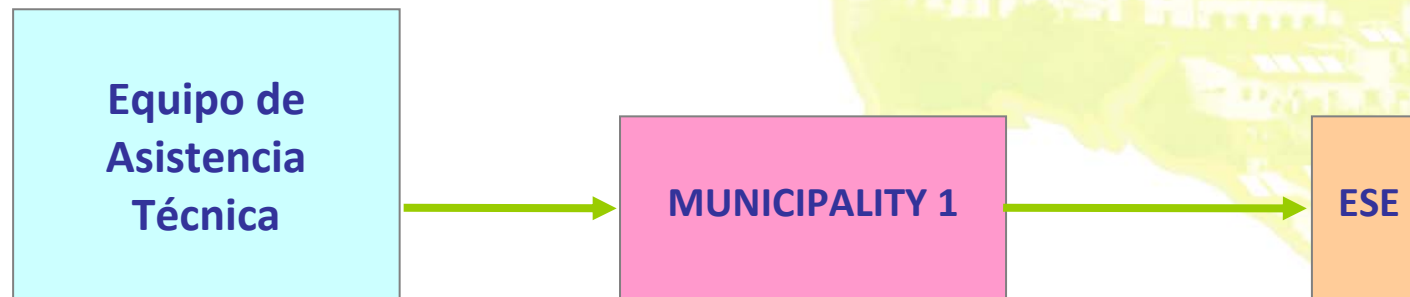 Equipo de
Asistencia
Técnica
MUNICIPALITY 1
ESE